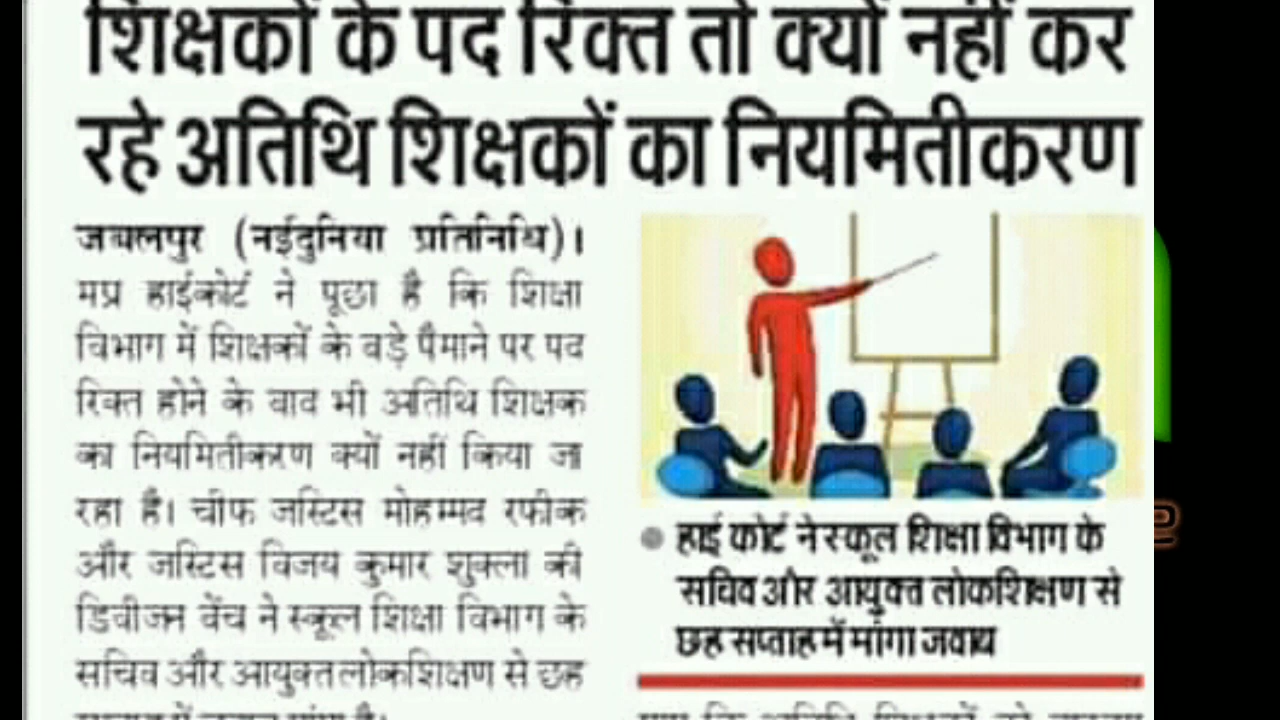 शिक्षकों के पद रिक्त तो क्यों नहीं कर
रहे अतिथि शिक्षकों का नियमितीकरण
जबलपुर (नईदुनिया प्रतिनिधि)।
मप्र हाईकोर्ट ने पूछा है कि शिक्षा
विभाग में शिक्षकों के बड़े पैमाने पर पद
रिक्त होने के बाद भी अतिथि शिक्षक
का नियमितीकरण क्यों नहीं किया जा
रहा है। चीफ जस्टिस मोहम्मद रफीक
और जस्टिस विजय कुमार शुक्ला की
डिवीजन बेंच ने स्कूल शिक्षा विभाग के
सचिव और आयुक्त लोकशिक्षण से छह
हाई कोर्ट ने स्कूल शिक्षा विभाग के
सचिव और आयुक्त लोकशिक्षण से
छह सप्ताह में मांगा जवाब